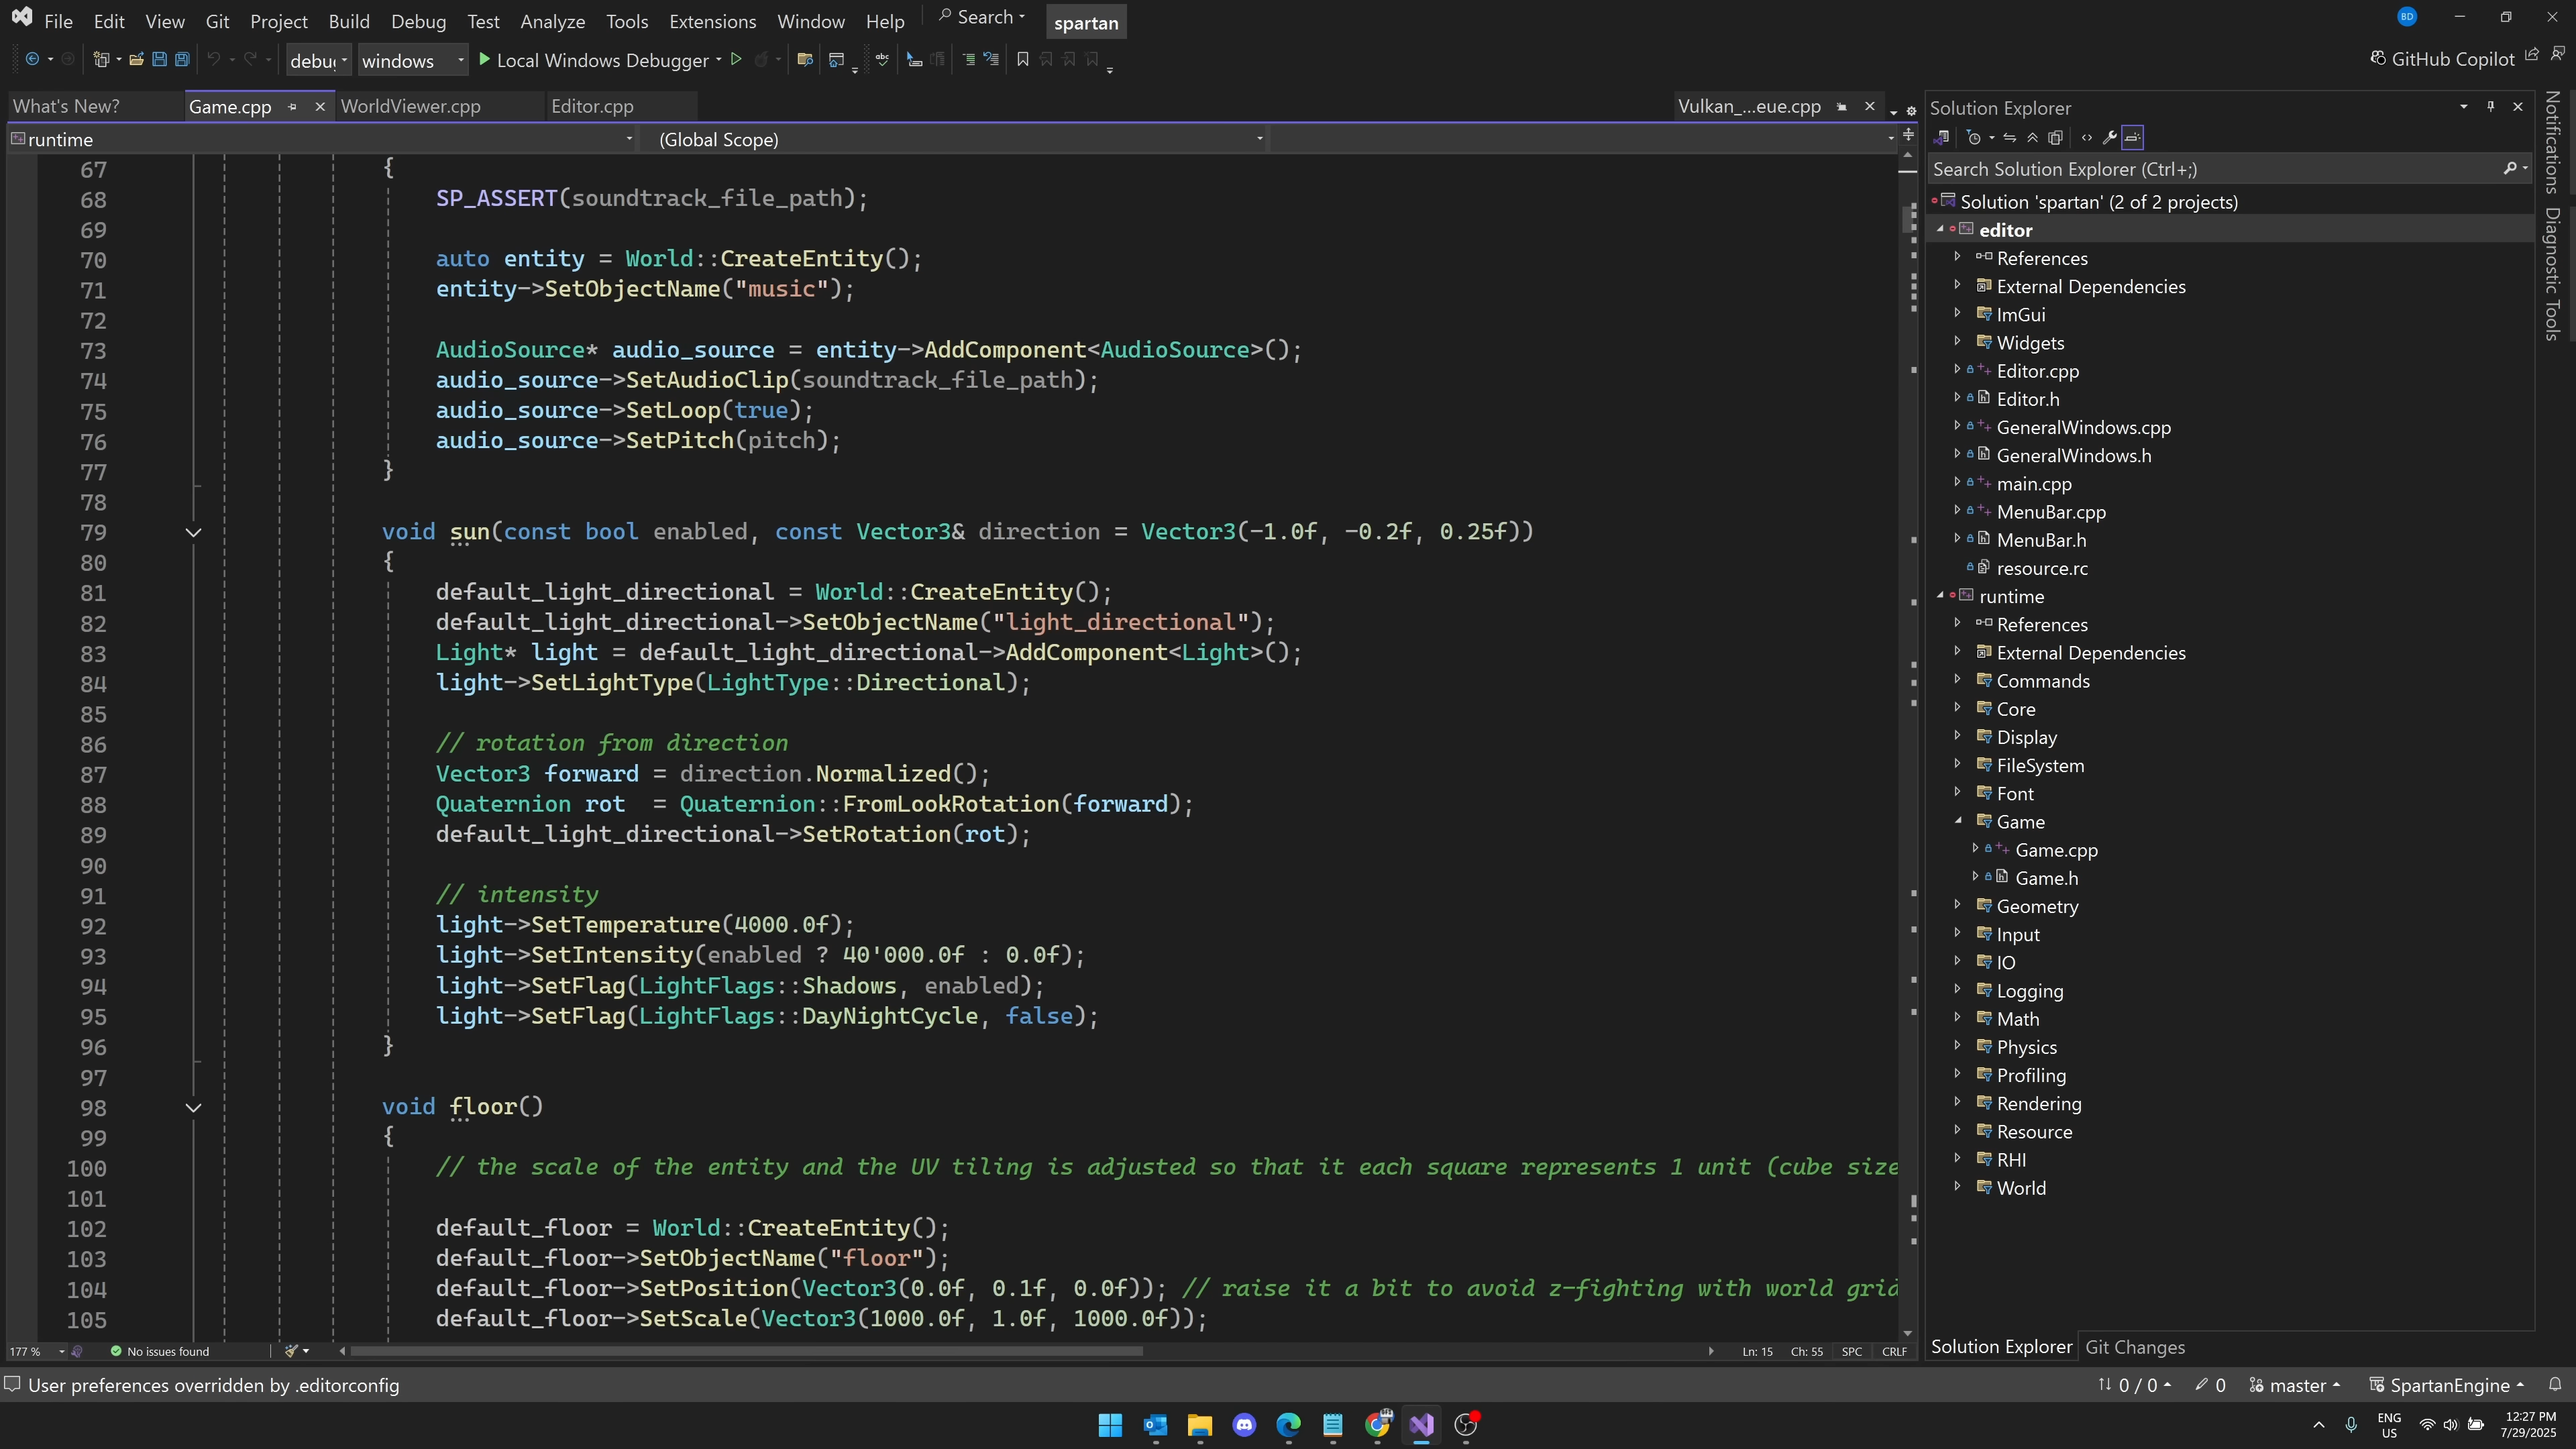 File Edit View Git Project Build Debug Test Analyze Tools Extensions Window Help Search spartan BD
debug windows Local Windows Debugger GitHub Copilot
What's New? Game.cpp WorldViewer.cpp Editor.cpp Vulkan_...eue.cpp
runtime (Global Scope)
67 {
68 SP_ASSERT(soundtrack_file_path);
69
70 auto entity = World::CreateEntity();
71 entity->SetObjectName("music");
72
73 AudioSource* audio_source = entity->AddComponent<AudioSource>();
74 audio_source->SetAudioClip(soundtrack_file_path);
75 audio_source->SetLoop(true);
76 audio_source->SetPitch(pitch);
77 }
78
79 void sun(const bool enabled, const Vector3& direction = Vector3(-1.0f, -0.2f, 0.25f))
80 {
81 default_light_directional = World::CreateEntity();
82 default_light_directional->SetObjectName("light_directional");
83 Light* light = default_light_directional->AddComponent<Light>();
84 light->SetLightType(LightType::Directional);
85
86 // rotation from direction
87 Vector3 forward = direction.Normalized();
88 Quaternion rot  = Quaternion::FromLookRotation(forward);
89 default_light_directional->SetRotation(rot);
90
91 // intensity
92 light->SetTemperature(4000.0f);
93 light->SetIntensity(enabled ? 40'000.0f : 0.0f);
94 light->SetFlag(LightFlags::Shadows, enabled);
95 light->SetFlag(LightFlags::DayNightCycle, false);
96 }
97
98 void floor()
99 {
100 // the scale of the entity and the UV tiling is adjusted so that it each square represents 1 unit (cube size
101
102 default_floor = World::CreateEntity();
103 default_floor->SetObjectName("floor");
104 default_floor->SetPosition(Vector3(0.0f, 0.1f, 0.0f)); // raise it a bit to avoid z-fighting with world grid
105 default_floor->SetScale(Vector3(1000.0f, 1.0f, 1000.0f));
177 % No issues found Ln: 15 Ch: 55 SPC CRLF
Solution Explorer
Search Solution Explorer (Ctrl+;)
Solution 'spartan' (2 of 2 projects)
editor
References
External Dependencies
ImGui
Widgets
Editor.cpp
Editor.h
GeneralWindows.cpp
GeneralWindows.h
main.cpp
MenuBar.cpp
MenuBar.h
resource.rc
runtime
References
External Dependencies
Commands
Core
Display
FileSystem
Font
Game
Game.cpp
Game.h
Geometry
Input
IO
Logging
Math
Physics
Profiling
Rendering
Resource
RHI
World
Solution Explorer Git Changes
Notifications
Diagnostic Tools
User preferences overridden by .editorconfig 0 / 0 0 master SpartanEngine
ENG
US
12:27 PM
7/29/2025